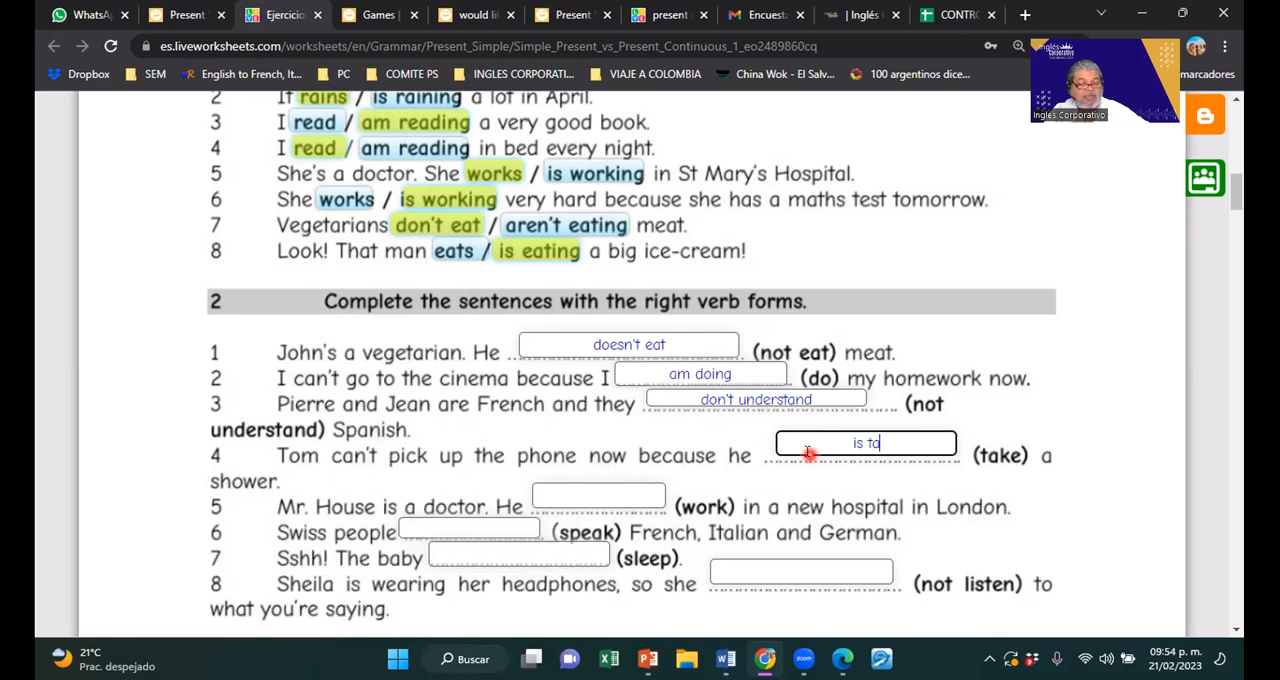 WhatsA
Present
Ejercicio
Games |
would lik
Present
present
Encuest
| Inglés
CONTR
es.liveworksheets.com/worksheets/en/Grammar/Present_Simple/Simple_Present_vs_Present_Continuous_1_eo2489860cq
Dropbox SEM English to French, It... PC COMITE PS INGLES CORPORATI... VIAJE A COLOMBIA China Wok - El Salv... 100 argentinos dice... marcadores
Inglés Corporativo
2 It rains / is raining a lot in April.
3 I read / am reading a very good book.
4 I read / am reading in bed every night.
5 She's a doctor. She works / is working in St Mary's Hospital.
6 She works / is working very hard because she has a maths test tomorrow.
7 Vegetarians don't eat / aren't eating meat.
8 Look! That man eats / is eating a big ice-cream!
2 Complete the sentences with the right verb forms.
1 John's a vegetarian. He doesn't eat (not eat) meat.
2 I can't go to the cinema because I am doing (do) my homework now.
3 Pierre and Jean are French and they don't understand (not
understand) Spanish.
4 Tom can't pick up the phone now because he is ta (take) a
shower.
5 Mr. House is a doctor. He (work) in a new hospital in London.
6 Swiss people (speak) French, Italian and German.
7 Sshh! The baby (sleep).
8 Sheila is wearing her headphones, so she (not listen) to
what you're saying.
21°C
Prac. despejado
Buscar
zoom
09:54 p. m.
21/02/2023